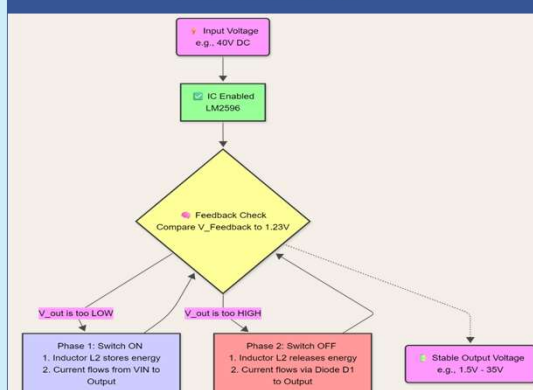 Input Voltage
e.g., 40V DC
IC Enabled
LM2596
Feedback Check
Compare V_Feedback to 1.23V
V_out is too LOW
V_out is too HIGH
Phase 1: Switch ON
1. Inductor L2 stores energy
2. Current flows from VIN to
Output
Phase 2: Switch OFF
1. Inductor L2 releases energy
2. Current flows via Diode D1
to Output
Stable Output Voltage
e.g., 1.5V - 35V